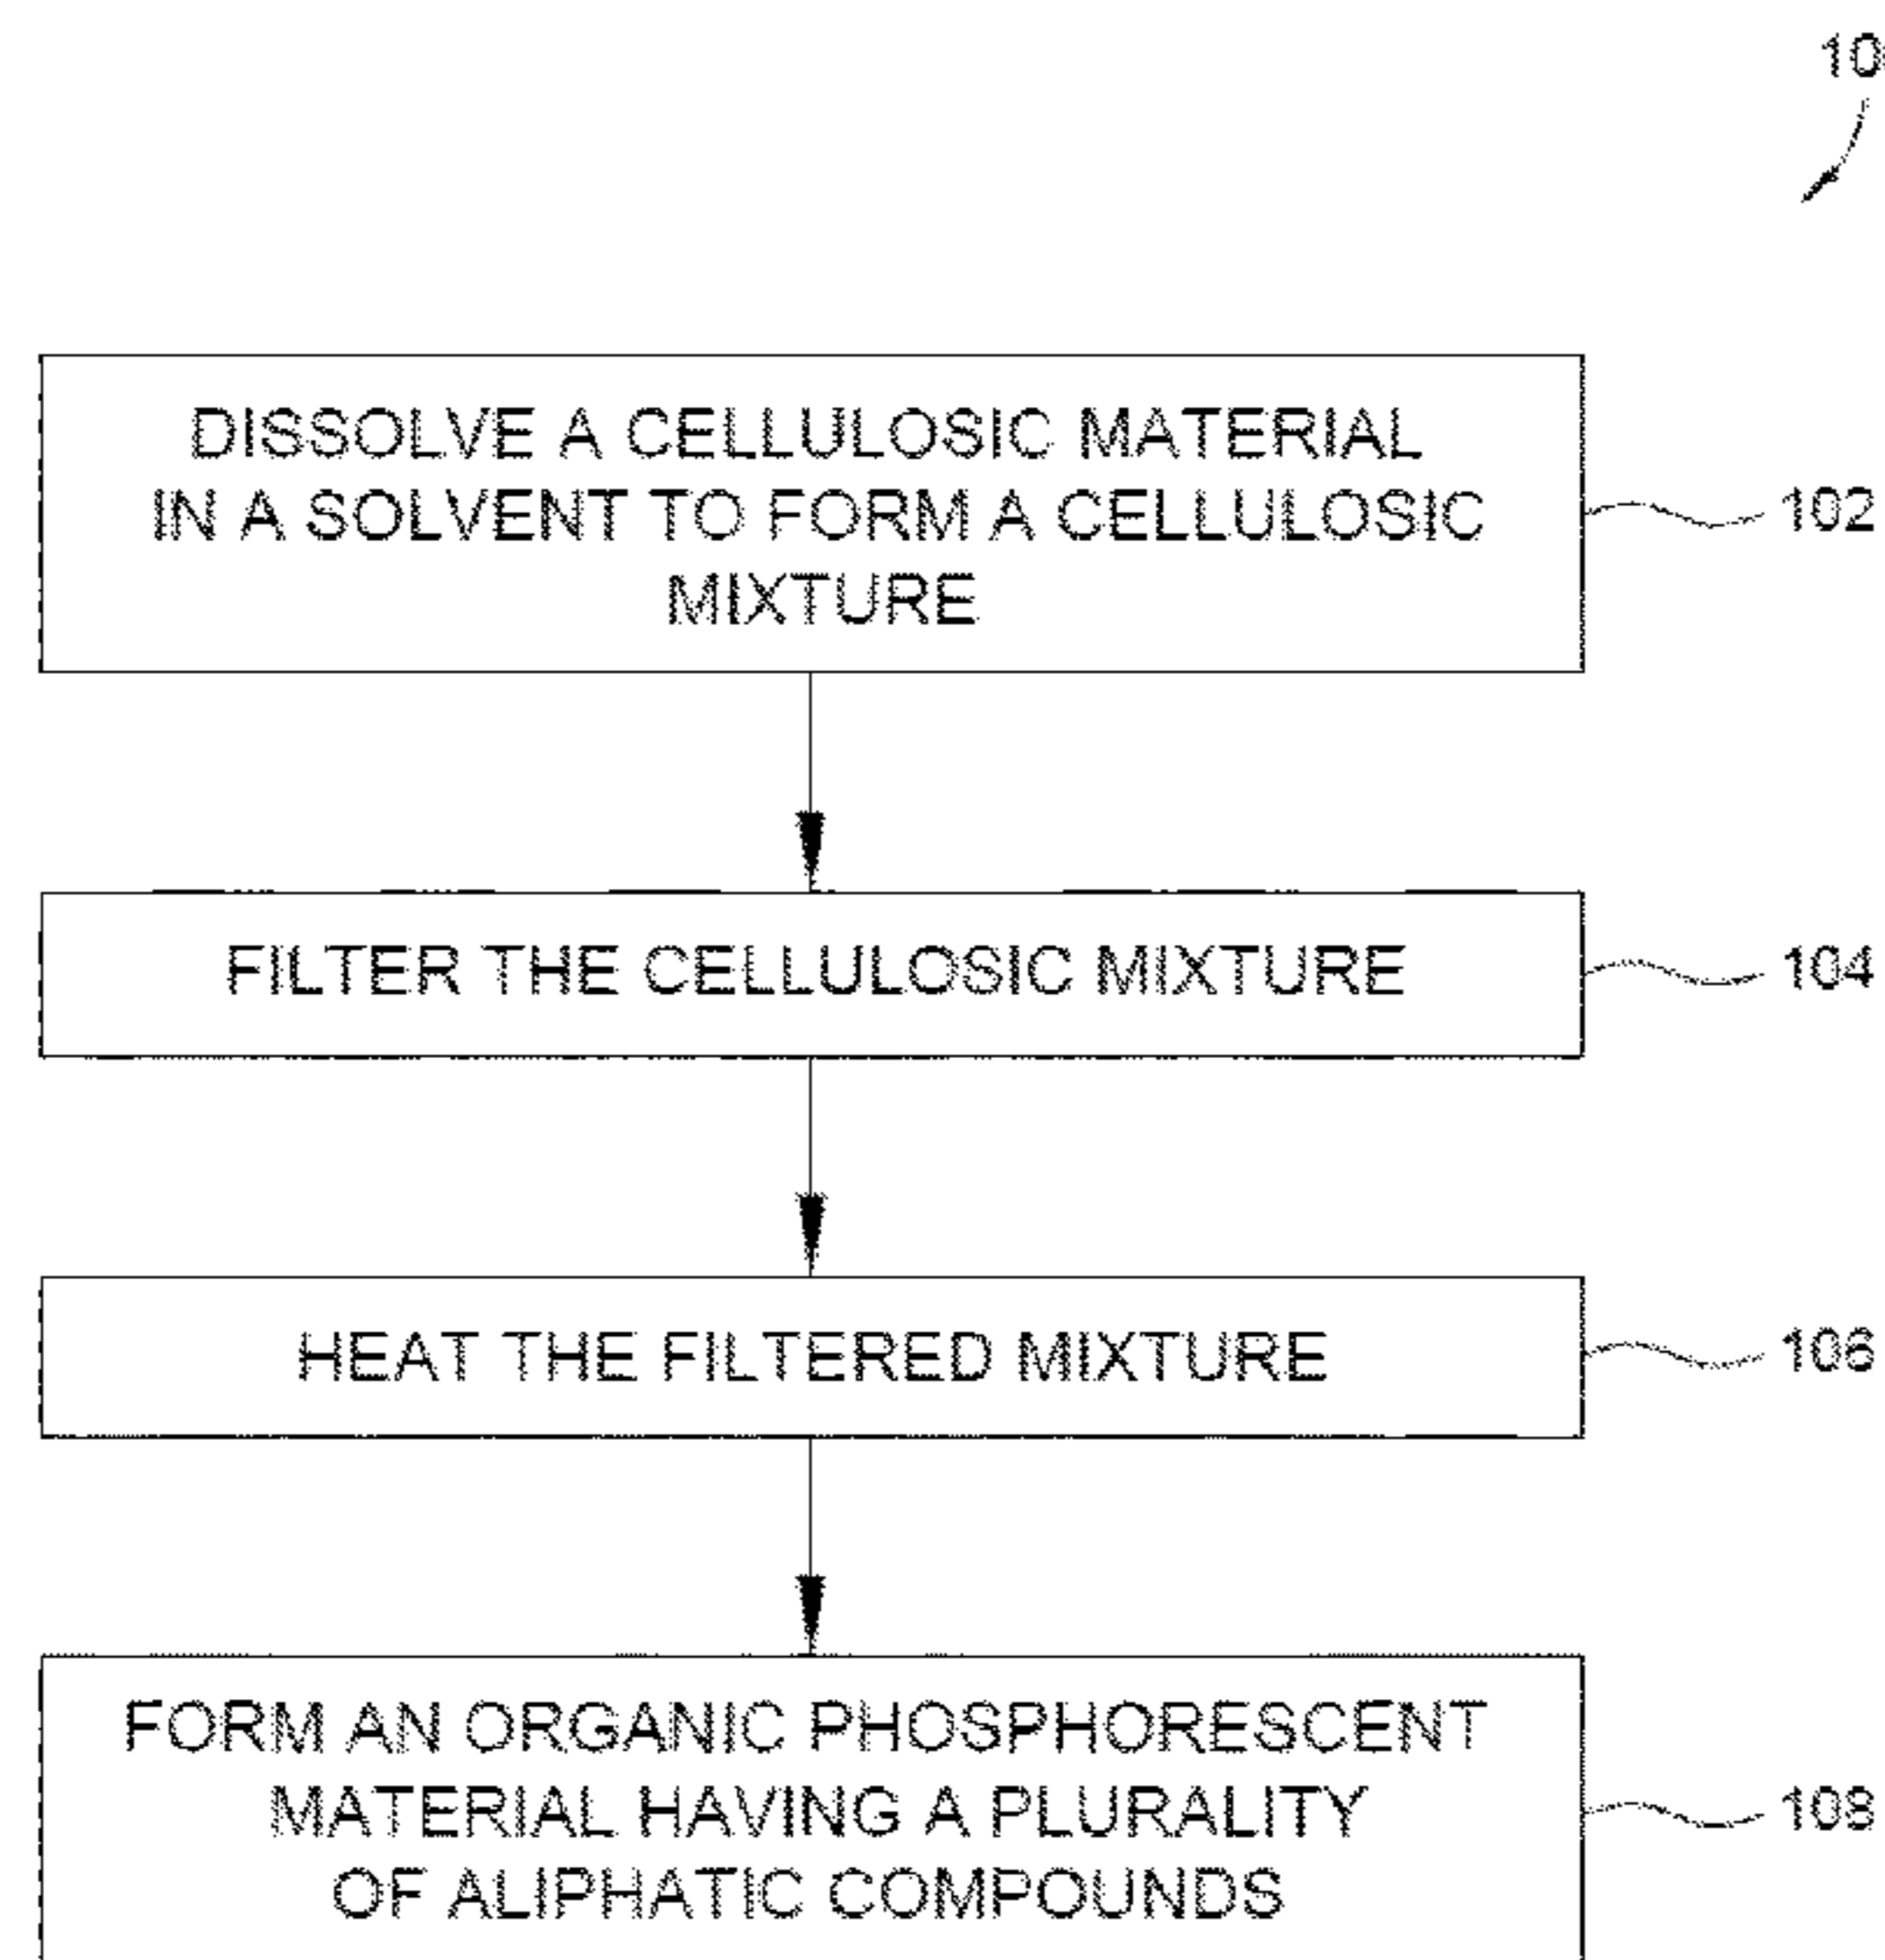 DISSOLVE A CELLULOSIC MATERIAL
IN A SOLVENT TO FORM A CELLULOSIC
MIXTURE
102
FILTER THE CELLULOSIC MIXTURE
104
HEAT THE FILTERED MIXTURE
106
FORM AN ORGANIC PHOSPHORESCENT
MATERIAL HAVING A PLURALITY
OF ALIPHATIC COMPOUNDS
108